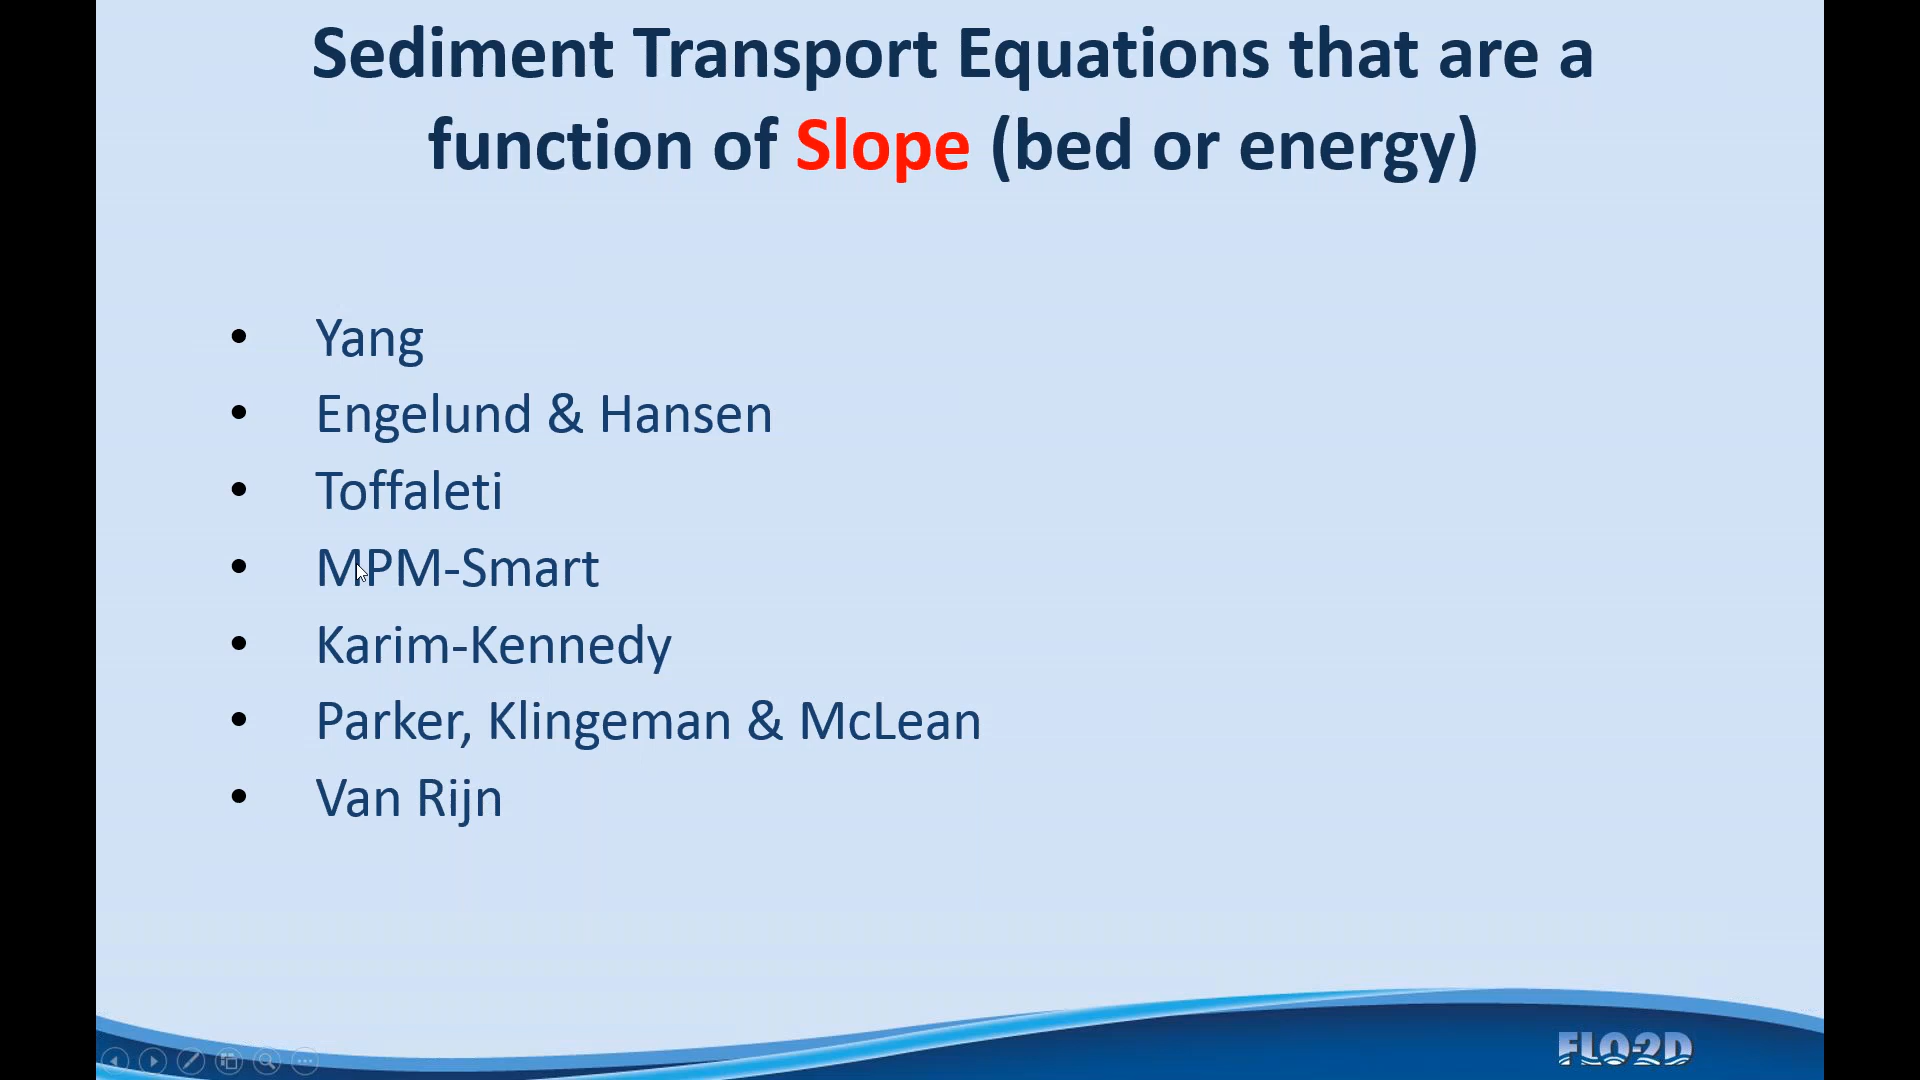 Sediment Transport Equations that are a
function of Slope (bed or energy)
• Yang
• Engelund & Hansen
• Toffaleti
• MPM-Smart
• Karim-Kennedy
• Parker, Klingeman & McLean
• Van Rijn
FLO-2D